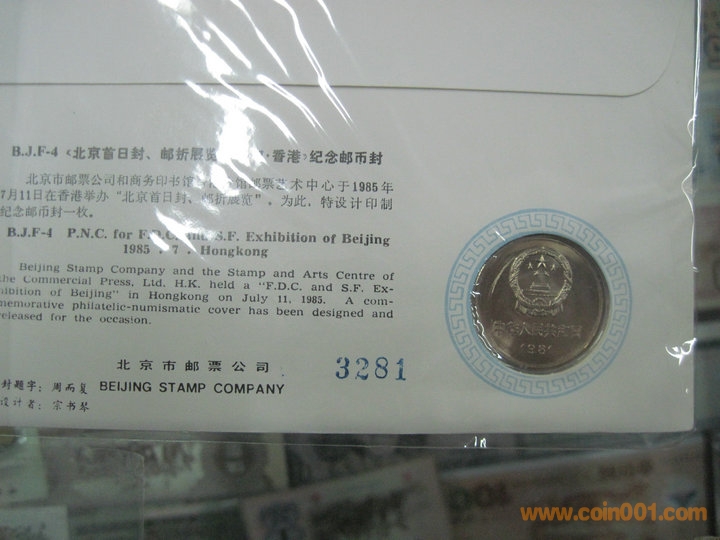 B.J.F-4《北京首日封、邮折展览 ·香港》纪念邮币封
北京市邮票公司和商务印书馆 馆邮票艺术中心于1985年
7月11日在香港举办“北京首日封、邮折展览”。为此，特设计印制
纪念邮币封一枚。
B.J.F-4 P.N.C. for F.D.C. and S.F. Exhibition of Beijing
1985 . 7 . Hongkong
Beijing Stamp Company and the Stamp and Arts Centre of
the Commercial Press. Ltd. H.K. held a “F.D.C. and S.F. Ex-
hibition of Beijing” in Hongkong on July 11, 1985. A com-
memorative philatelic-numismatic cover has been designed and
released for the occasion.
北京市邮票公司
BEIJING STAMP COMPANY
3281
封题字：周而复
设计者：宗书琴
中华人民共和国
1981
www.coin001.com